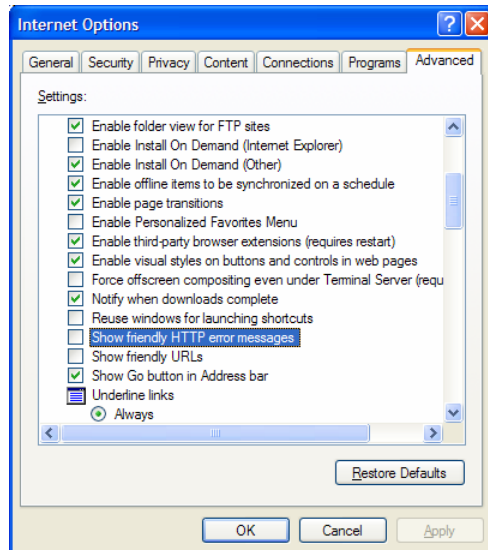 Internet Options
General Security Privacy Content Connections Programs Advanced
Settings:
Enable folder view for FTP sites
Enable Install On Demand (Internet Explorer)
Enable Install On Demand (Other)
Enable offline items to be synchronized on a schedule
Enable page transitions
Enable Personalized Favorites Menu
Enable third-party browser extensions (requires restart)
Enable visual styles on buttons and controls in web pages
Force offscreen compositing even under Terminal Server (requ
Notify when downloads complete
Reuse windows for launching shortcuts
Show friendly HTTP error messages
Show friendly URLs
Show Go button in Address bar
Underline links
Always
Restore Defaults
OK Cancel Apply